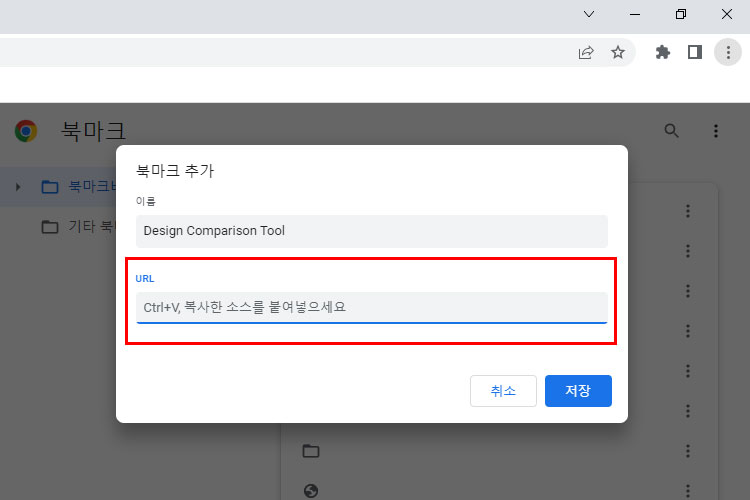 북마크
북마크바
기타 북마
북마크 추가
이름
Design Comparison Tool
URL
Ctrl+V, 복사한 소스를 붙여넣으세요
취소
저장